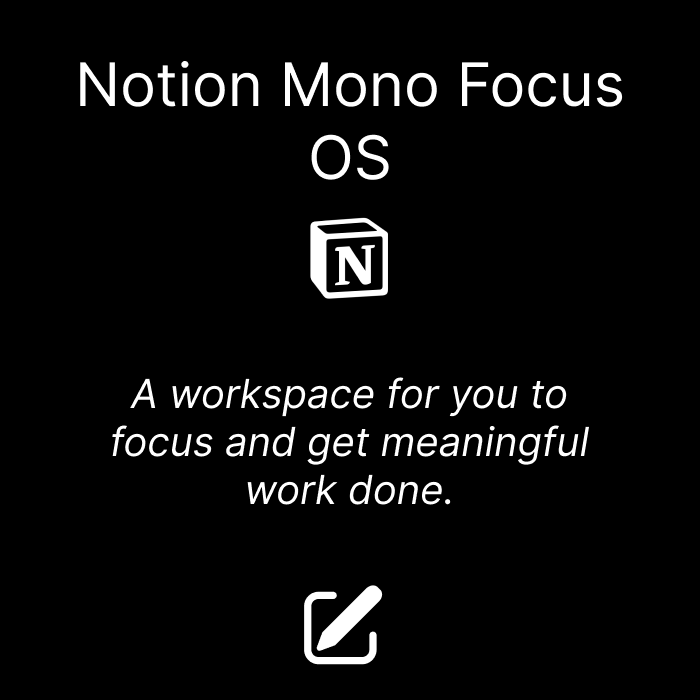 Notion Mono Focus
OS
N
A workspace for you to
focus and get meaningful
work done.